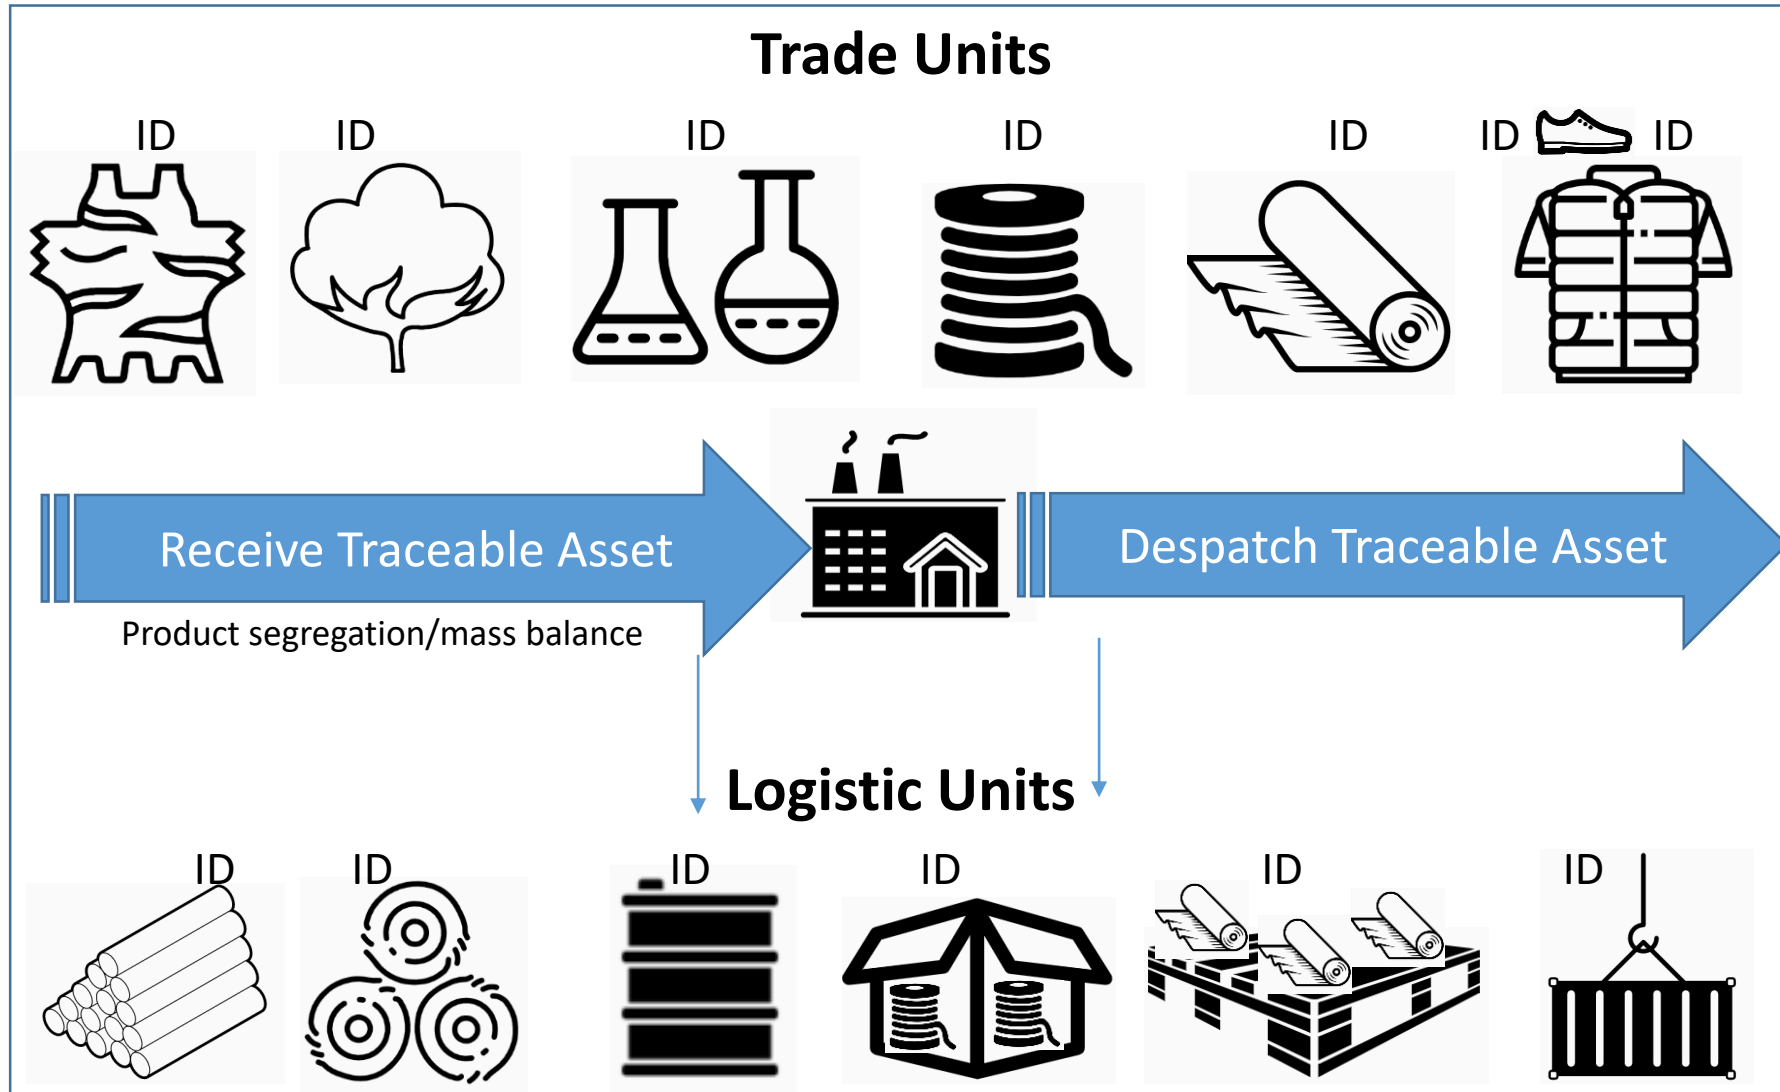 Trade Units
ID ID ID ID ID ID ID
Receive Traceable Asset
Despatch Traceable Asset
Product segregation/mass balance
Logistic Units
ID ID ID ID ID ID